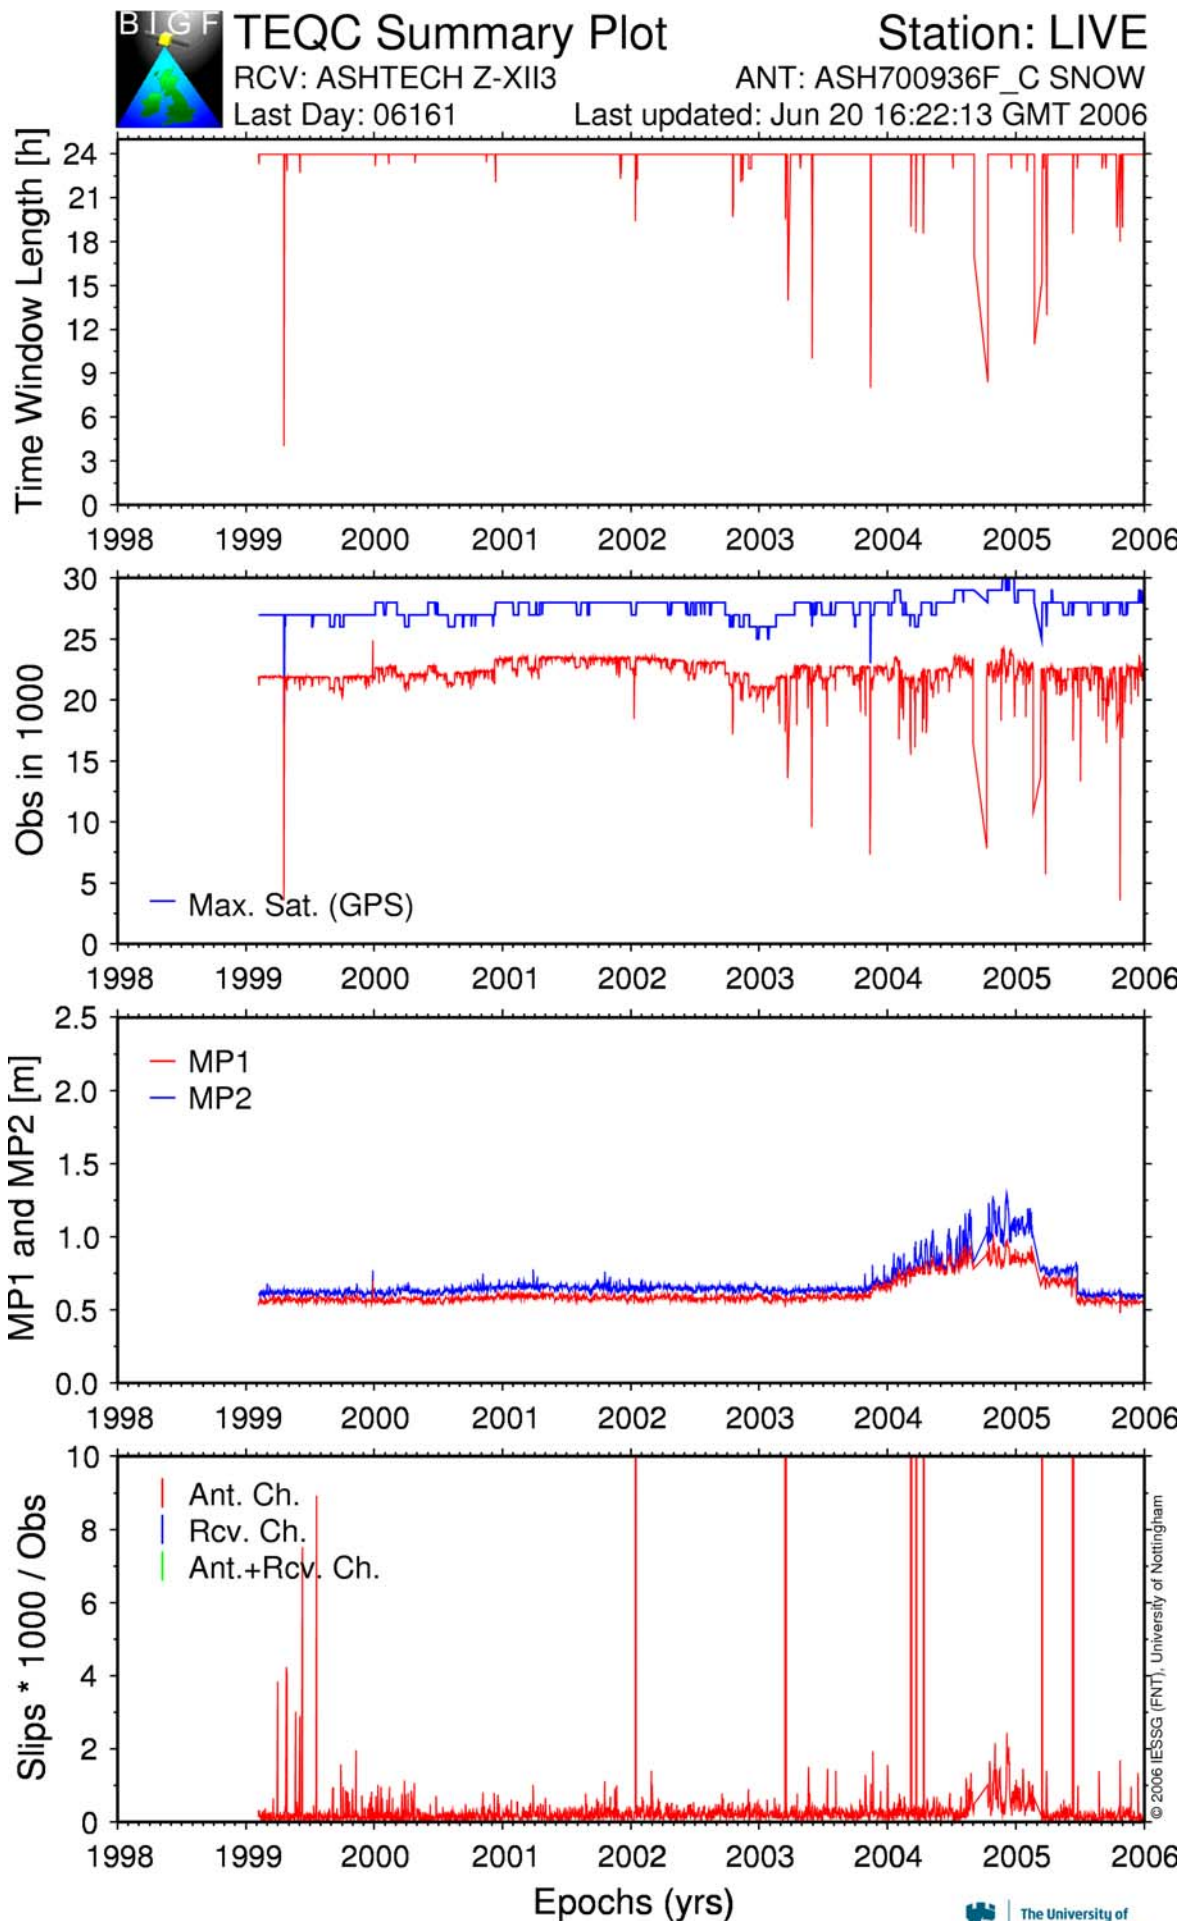 BIGF
TEQC Summary Plot
Station: LIVE
RCV: ASHTECH Z-XII3
ANT: ASH700936F_C SNOW
Last Day: 06161
Last updated: Jun 20 16:22:13 GMT 2006
Time Window Length [h]
24
21
18
15
12
9
6
3
0
1998 1999 2000 2001 2002 2003 2004 2005 2006
Obs in 1000
30
25
20
15
10
5
0
Max. Sat. (GPS)
1998 1999 2000 2001 2002 2003 2004 2005 2006
MP1 and MP2 [m]
2.5
2.0
1.5
1.0
0.5
0.0
MP1
MP2
1998 1999 2000 2001 2002 2003 2004 2005 2006
Slips * 1000 / Obs
10
8
6
4
2
0
Ant. Ch.
Rcv. Ch.
Ant.+Rcv. Ch.
© 2006 IESSG (FNT), University of Nottingham
1998 1999 2000 2001 2002 2003 2004 2005 2006
Epochs (yrs)
The University of